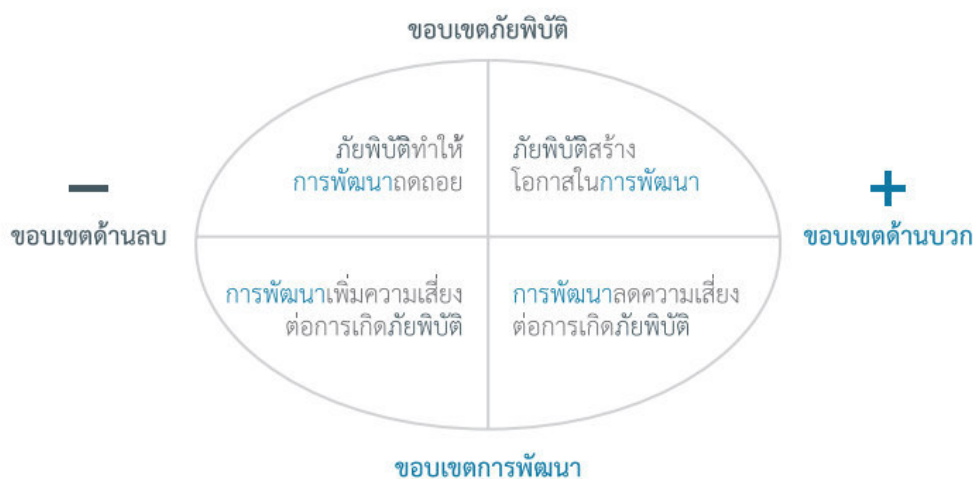 ขอบเขตภัยพิบัติ
ภัยพิบัติทำให้
การพัฒนาถดถอย
ภัยพิบัติสร้าง
โอกาสในการพัฒนา
−
ขอบเขตด้านลบ
+
ขอบเขตด้านบวก
การพัฒนาเพิ่มความเสี่ยง
ต่อการเกิดภัยพิบัติ
การพัฒนาลดความเสี่ยง
ต่อการเกิดภัยพิบัติ
ขอบเขตการพัฒนา